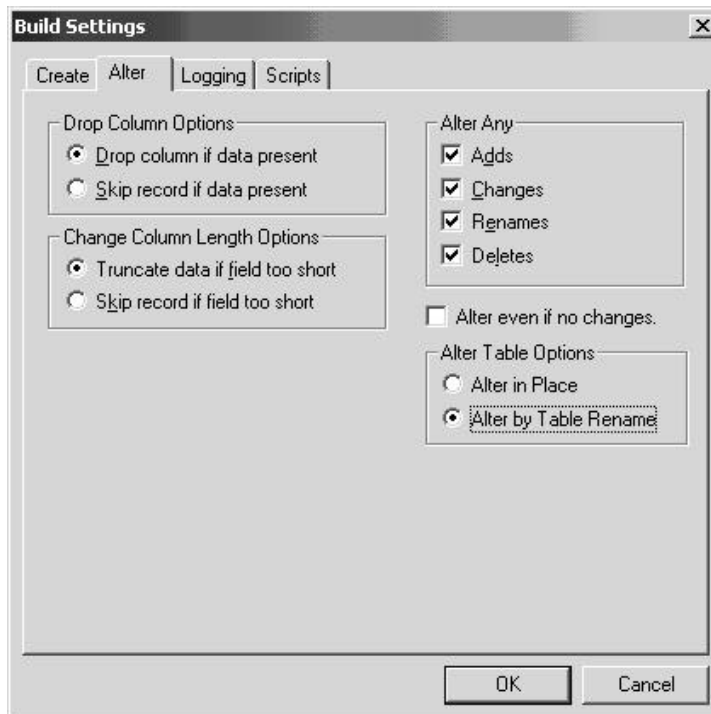 Build Settings
Create Alter Logging Scripts
Drop Column Options
Drop column if data present
Skip record if data present
Change Column Length Options
Truncate data if field too short
Skip record if field too short
Alter Any
Adds
Changes
Renames
Deletes
Alter even if no changes.
Alter Table Options
Alter in Place
Alter by Table Rename
OK Cancel